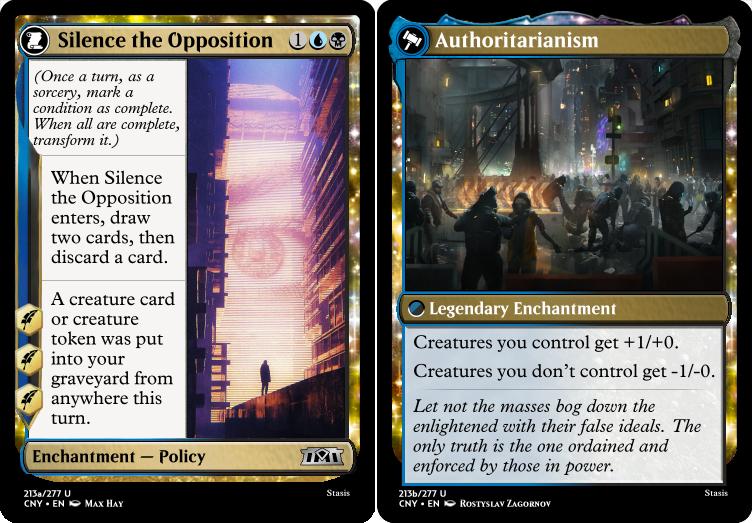 Silence the Opposition 1
(Once a turn, as a
sorcery, mark a
condition as complete.
When all are complete,
transform it.)
When Silence
the Opposition
enters, draw
two cards, then
discard a card.
A creature card
or creature
token was put
into your
graveyard from
anywhere this
turn.
Enchantment — Policy
213a/277 U
Stasis
CNY • EN Max Hay
Authoritarianism
Legendary Enchantment
Creatures you control get +1/+0.
Creatures you don't control get -1/-0.
Let not the masses bog down the
enlightened with their false ideals. The
only truth is the one ordained and
enforced by those in power.
213b/277 U
Stasis
CNY • EN Rostyslav Zagornov